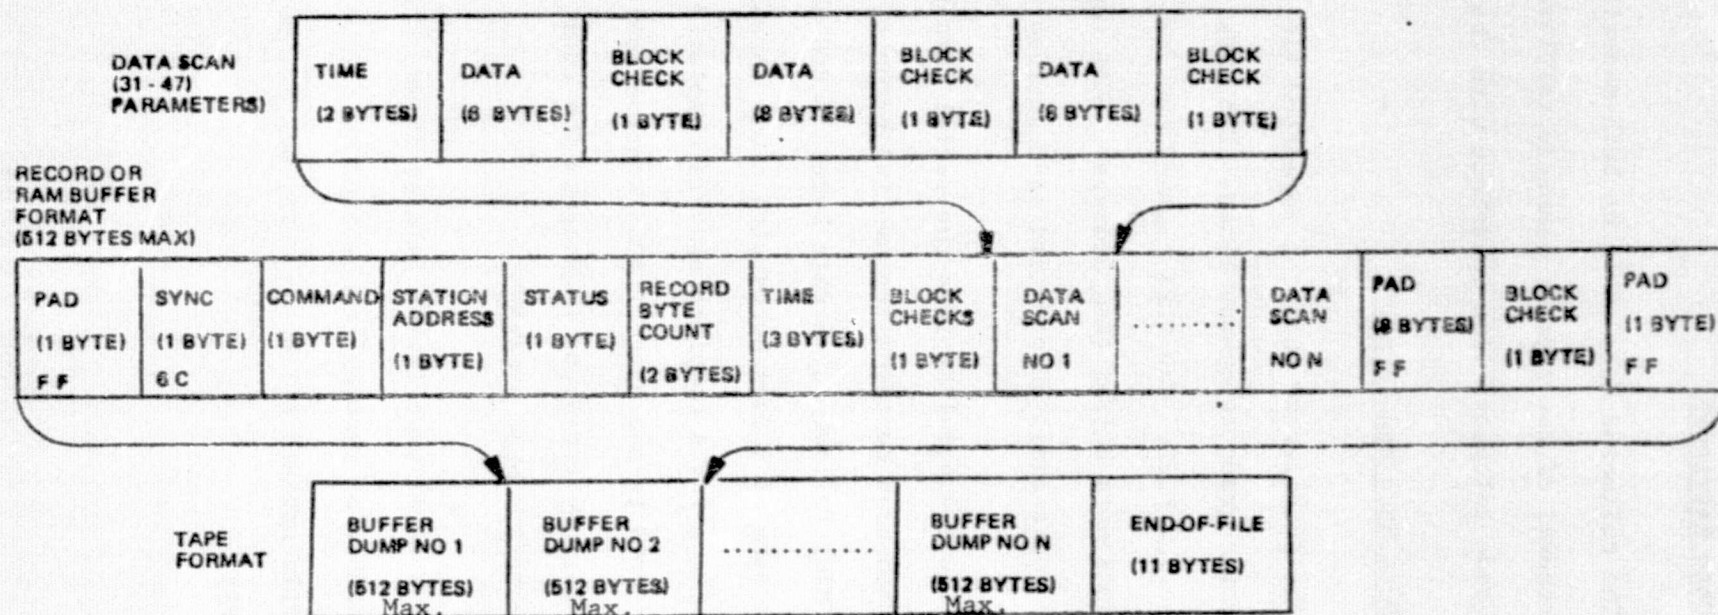 DATA SCAN
(31 - 47)
PARAMETERS)
TIME
(2 BYTES)
DATA
(6 BYTES)
BLOCK
CHECK
(1 BYTE)
DATA
(8 BYTES)
BLOCK
CHECK
(1 BYTE)
DATA
(8 BYTES)
BLOCK
CHECK
(1 BYTE)
RECORD OR
RAM BUFFER
FORMAT
(512 BYTES MAX)
PAD
(1 BYTE)
F F
SYNC
(1 BYTE)
6 C
COMMAND
(1 BYTE)
STATION
ADDRESS
(1 BYTE)
STATUS
(1 BYTE)
RECORD
BYTE
COUNT
(2 BYTES)
TIME
(3 BYTES)
BLOCK
CHECKS
(1 BYTE)
DATA
SCAN
NO 1
.........
DATA
SCAN
NO N
PAD
(8 BYTES)
F F
BLOCK
CHECK
(1 BYTE)
PAD
(1 BYTE)
F F
TAPE
FORMAT
BUFFER
DUMP NO 1
(512 BYTES)
Max.
BUFFER
DUMP NO 2
(512 BYTES)
Max.
.............
BUFFER
DUMP NO N
(512 BYTES)
Max.
END-OF-FILE
(11 BYTES)